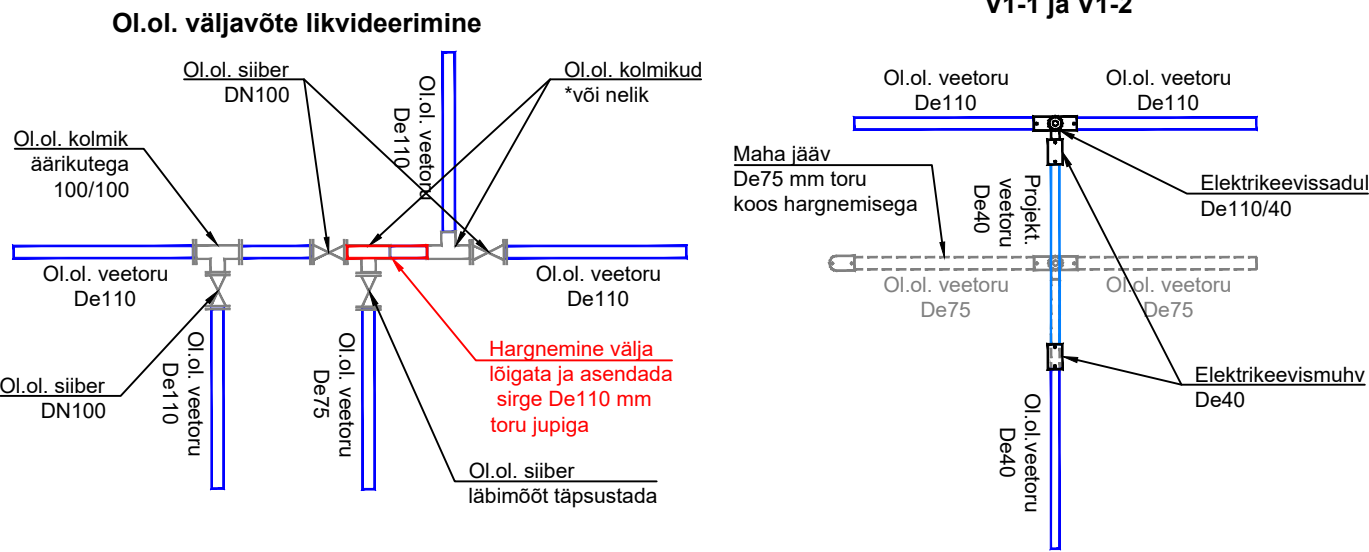 Ol.ol. väljavõte likvideerimine
Ol.ol. siiber
DN100
Ol.ol. kolmikud
*või nelik
Ol.ol. veetoru
De110
Ol.ol. kolmik
äärikutega
100/100
Ol.ol. veetoru
De110
Ol.ol. veetoru
De110
Ol.ol. siiber
DN100
Ol.ol. veetoru
De110
Ol.ol. veetoru
De75
Hargnemine välja
lõigata ja asendada
sirge De110 mm
toru jupiga
Ol.ol. siiber
läbimõõt täpsustada
V1-1 ja V1-2
Ol.ol. veetoru
De110
Ol.ol. veetoru
De110
Maha jääv
De75 mm toru
koos hargnemisega
Projekt.
veetoru
De40
Elektrikeevissadul
De110/40
Ol.ol. veetoru
De75
Ol.ol. veetoru
De75
Elektrikeevismuhv
De40
Ol.ol.veetoru
De40